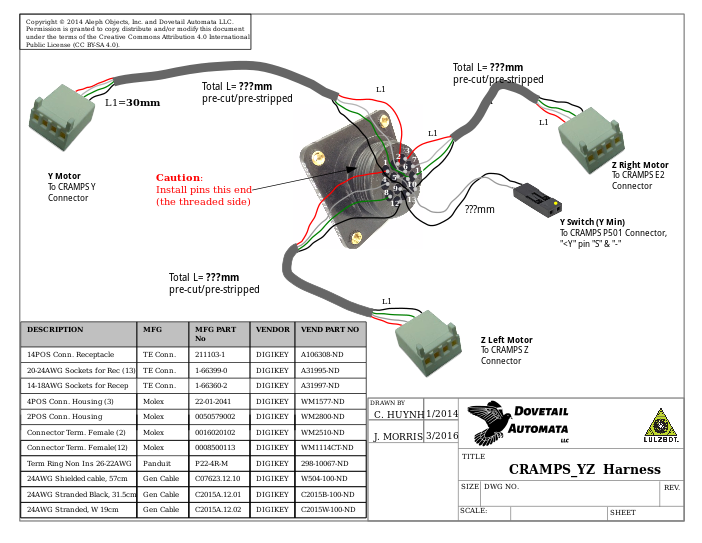 Copyright © 2014 Aleph Objects, Inc. and Dovetail Automata LLC.
Permission is granted to copy, distribute and/or modify this document
under the terms of the Creative Commons Attribution 4.0 International
Public License (CC BY-SA 4.0).
Total L= ???mm
pre-cut/pre-stripped
L1
L1=30mm
Total L= ???mm
pre-cut/pre-stripped
L1
L1
Y Motor
To CRAMPS Y
Connector
Caution:
Install pins this end
(the threaded side)
Z Right Motor
To CRAMPS E2
Connector
???mm
Y Switch (Y Min)
To CRAMPS P501 Connector,
"<Y" pin "S" & "-"
Total L= ???mm
pre-cut/pre-stripped
L1
Z Left Motor
To CRAMPS Z
Connector
DESCRIPTION MFG MFG PART No VENDOR VEND PART NO
14POS Conn. Receptacle TE Conn. 211103-1 DIGIKEY A106308-ND
20-24AWG Sockets for Rec (13) TE Conn. 1-66399-0 DIGIKEY A31995-ND
14-18AWG Sockets for Recep TE Conn. 1-66360-2 DIGIKEY A31997-ND
4POS Conn. Housing (3) Molex 22-01-2041 DIGIKEY WM1577-ND
2POS Conn. Housing Molex 0050579002 DIGIKEY WM2800-ND
Connector Term. Female (2) Molex 0016020102 DIGIKEY WM2510-ND
Connector Term. Female(12) Molex 0008500113 DIGIKEY WM1114CT-ND
Term Ring Non Ins 26-22AWG Panduit P22-4R-M DIGIKEY 298-10067-ND
24AWG Shielded cable, 57cm Gen Cable C07623.12.10 DIGIKEY W504-100-ND
24AWG Stranded Black, 31.5cm Gen Cable C2015A.12.01 DIGIKEY C2015B-100-ND
24AWG Stranded, W 19cm Gen Cable C2015A.12.02 DIGIKEY C2015W-100-ND
DRAWN BY
C. HUYNH 1/2014
J. MORRIS 3/2016
DOVETAIL
AUTOMATA
LLC
LULZBOT
TITLE
CRAMPS_YZ Harness
SIZE DWG NO. REV.
SCALE: SHEET